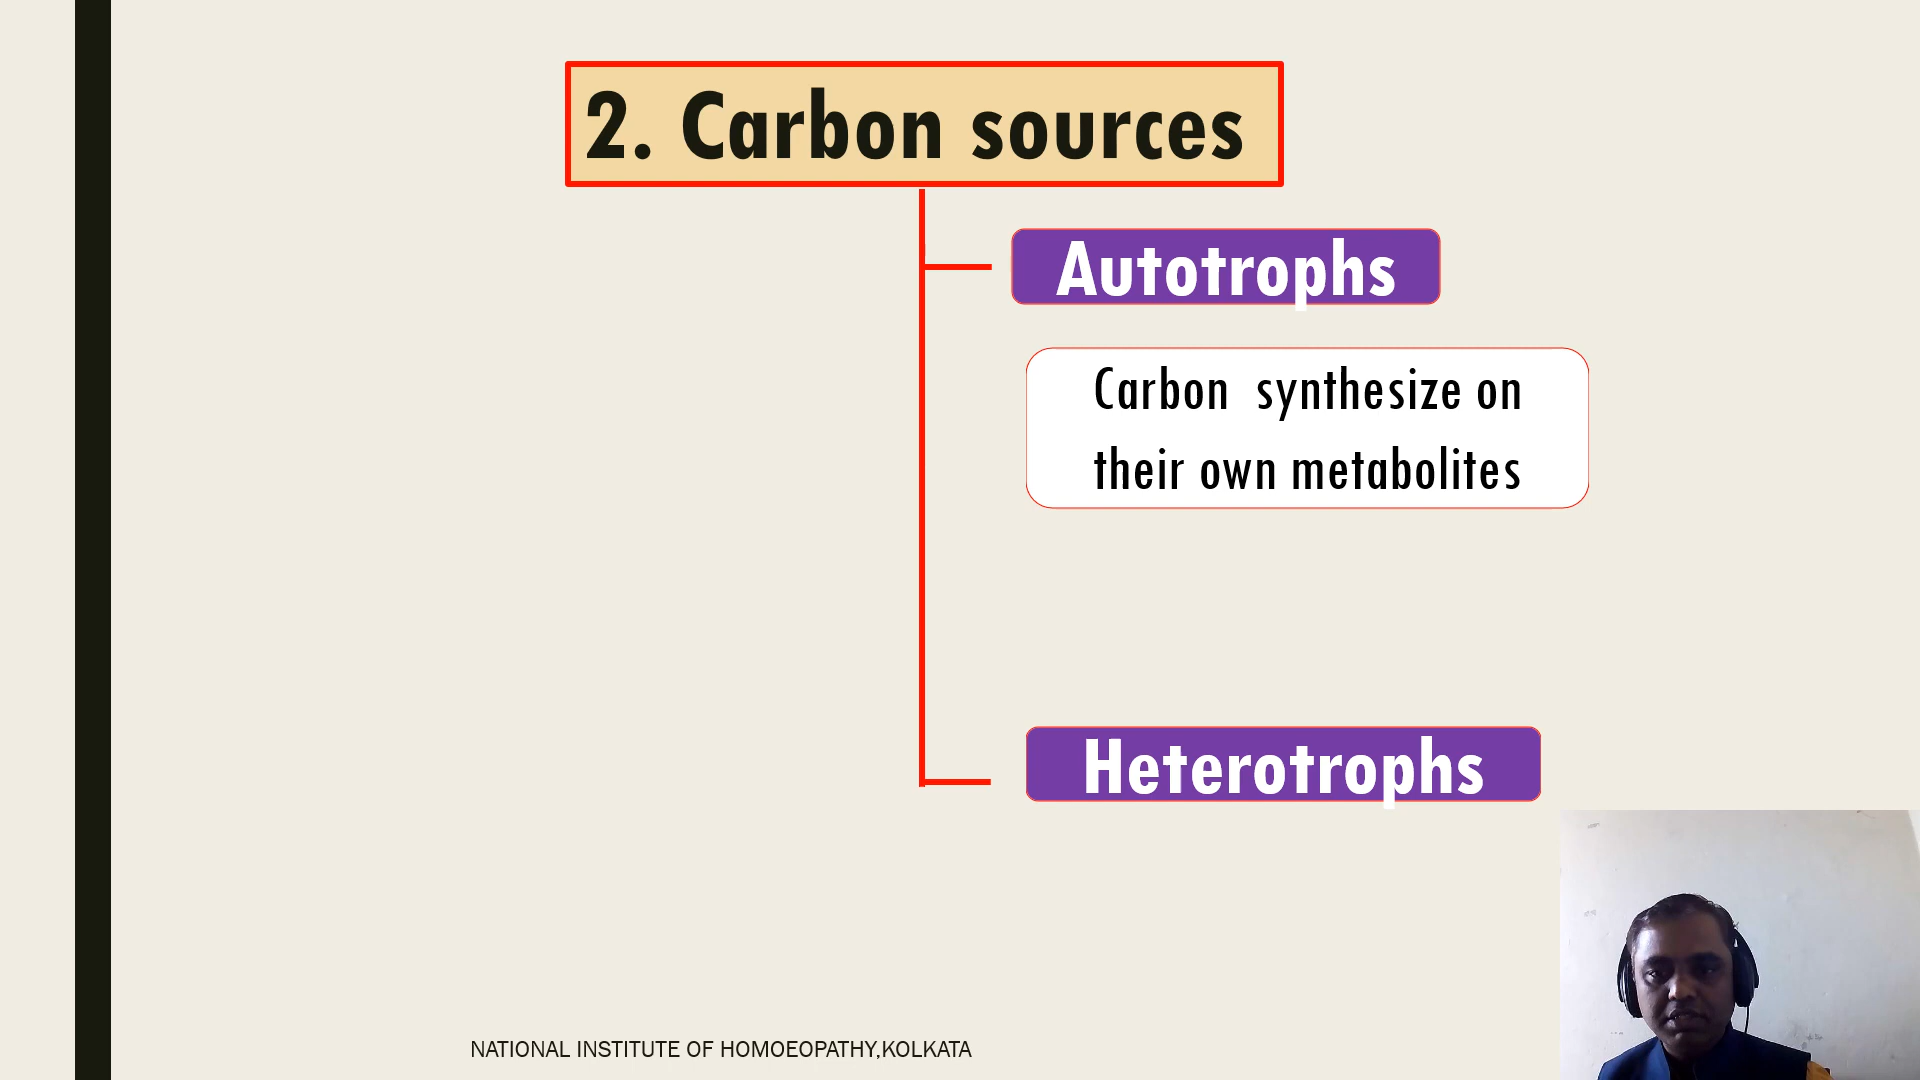 2. Carbon sources
Autotrophs
Carbon synthesize on
their own metabolites
Heterotrophs
NATIONAL INSTITUTE OF HOMOEOPATHY,KOLKATA